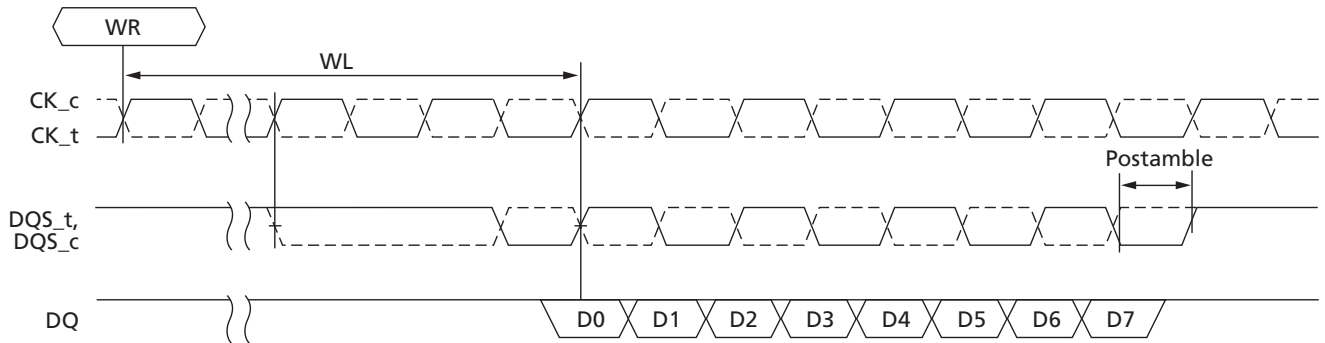 WR
WL
CK_c
CK_t
Postamble
DQS_t,
DQS_c
DQ
D0 D1 D2 D3 D4 D5 D6 D7